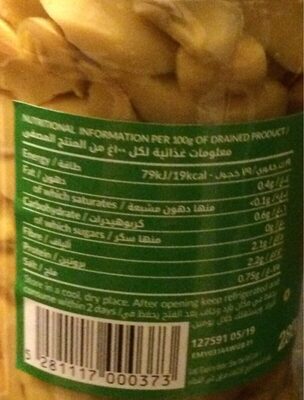 NUTRITIONAL INFORMATION PER 100g OF DRAINED PRODUCT /
معلومات غذائية لكل ١٠٠غ من المنتج المصفى
Energy / طاقة 79kJ/19kcal
Fat / دهون 0.4g
of which saturates / منها دهون مشبعة <0.1g
Carbohydrate / كربوهيدرات 0.6g
of which sugars / منها سكر 0g
Fibre / ألياف 2.1g
Protein / بروتين 2.2g
Salt / ملح 0.75g
Store in a cool, dry place. After opening keep refrigerated and
consume within 2 days /
127591 05/19
5 281117 000373